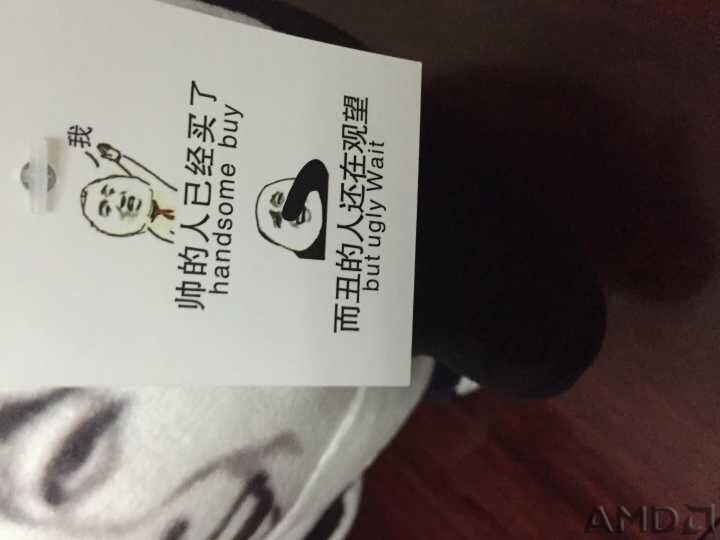 我
帅的人已经买了
handsome buy
而丑的人还在观望
but ugly Wait
AMD